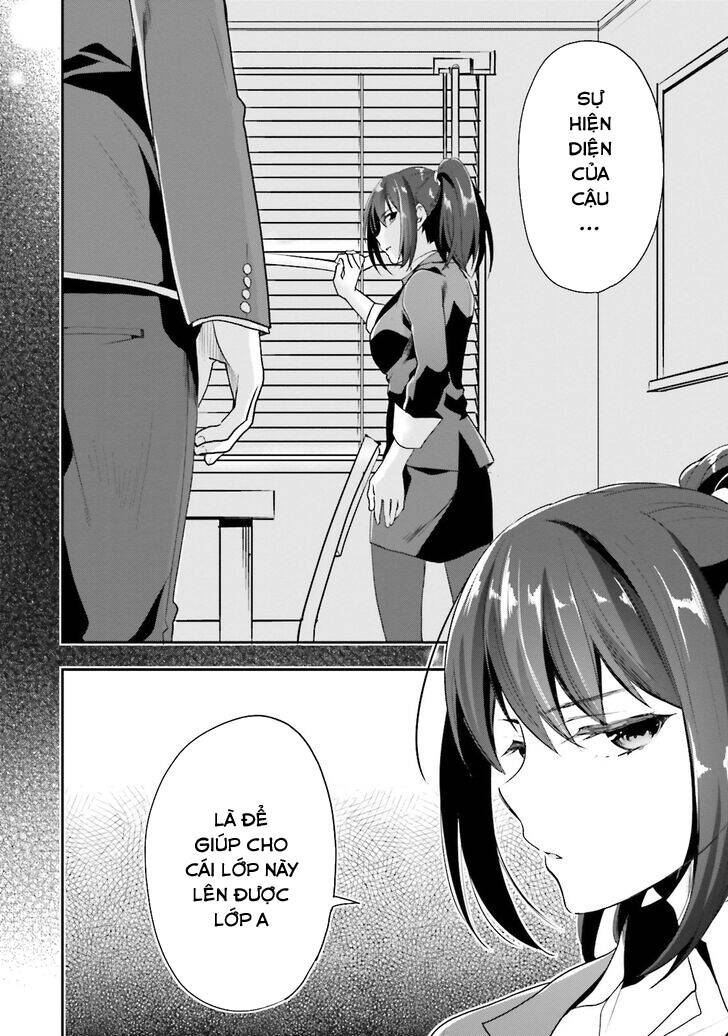 SỰ
HIỆN
DIỆN
CỦA
CẬU
...
LÀ ĐỂ
GIÚP CHO
CÁI LỚP NÀY
LÊN ĐƯỢC
LỚP A